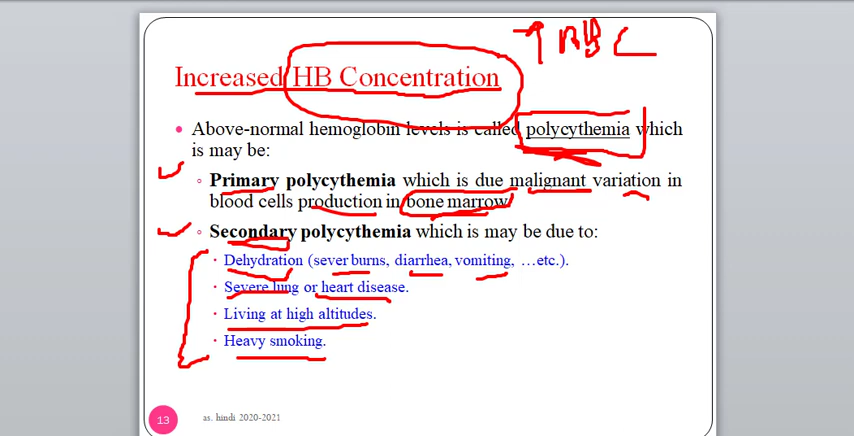 ↑ RBC
Increased HB Concentration
• Above-normal hemoglobin levels is called polycythemia which
is may be:
◦ Primary polycythemia which is due malignant variation in
blood cells production in bone marrow.
◦ Secondary polycythemia which is may be due to:
• Dehydration (sever burns, diarrhea, vomiting, …etc.).
• Severe lung or heart disease.
• Living at high altitudes.
• Heavy smoking.
13 as. hindi 2020-2021